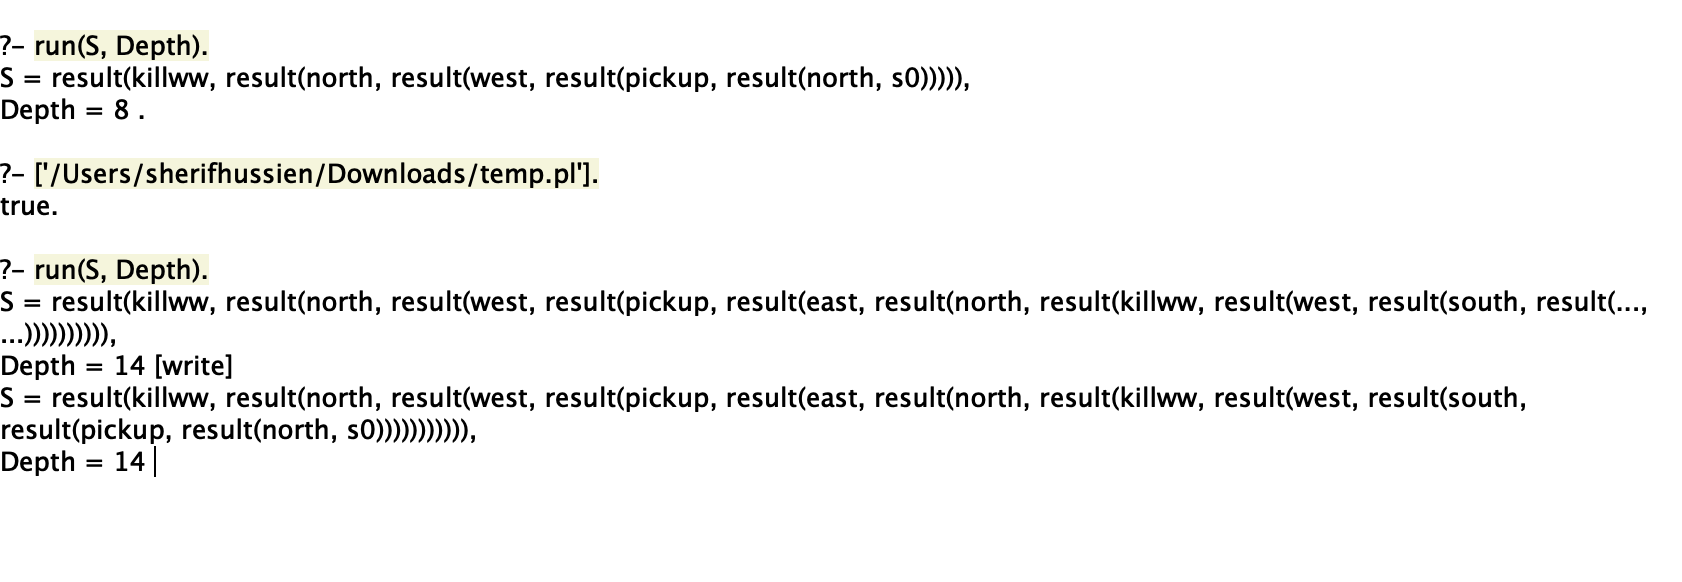 ?- run(S, Depth).
S = result(killww, result(north, result(west, result(pickup, result(north, s0))))),
Depth = 8 .
?- ['/Users/sherifhussien/Downloads/temp.pl'].
true.
?- run(S, Depth).
S = result(killww, result(north, result(west, result(pickup, result(east, result(north, result(killww, result(west, result(south, result(...,
...)))))))))),
Depth = 14 [write]
S = result(killww, result(north, result(west, result(pickup, result(east, result(north, result(killww, result(west, result(south,
result(pickup, result(north, s0))))))))))),
Depth = 14